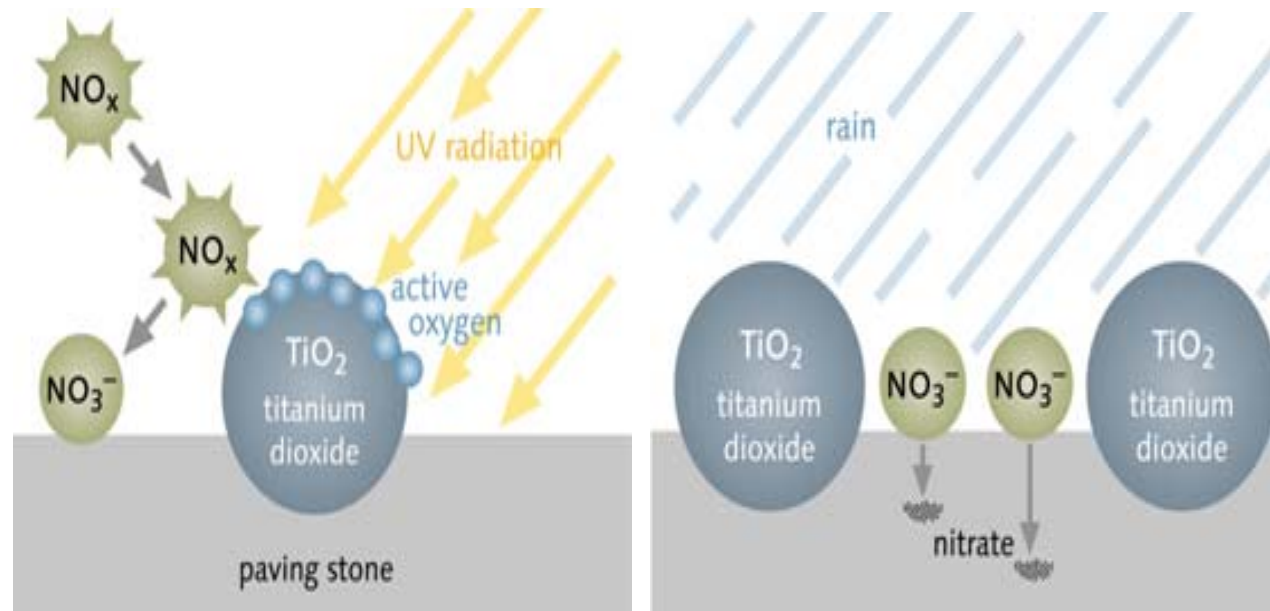 NOₓ
UV radiation
NOₓ
active
oxygen
TiO₂
titanium
dioxide
NO₃⁻
paving stone
rain
TiO₂
titanium
dioxide
NO₃⁻
NO₃⁻
TiO₂
titanium
dioxide
nitrate